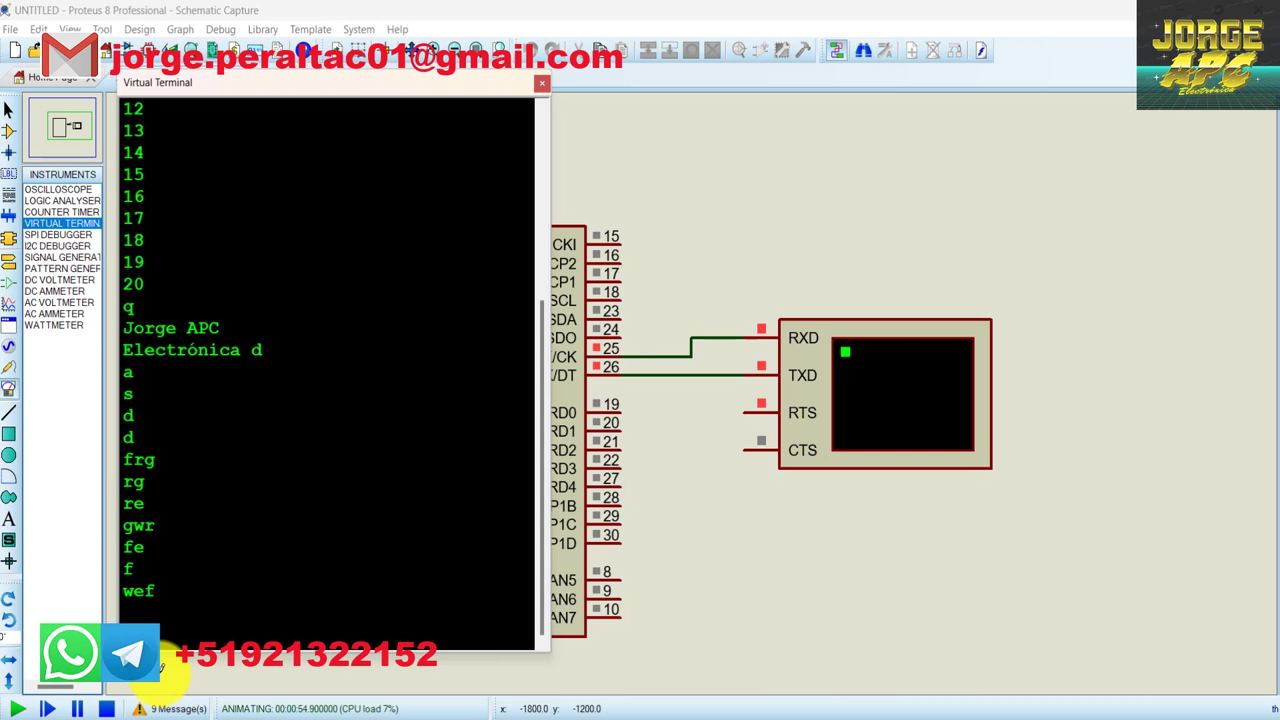 UNTITLED - Proteus 8 Professional - Schematic Capture
File Edit View Tool Design Graph Debug Library Template System Help
jorge.peraltac01@gmail.com
JORGE
APC
Electrónica
Home Page
Virtual Terminal
12
13
14
15
16
17
18
19
20
q
Jorge APC
Electrónica d
a
s
d
d
frg
rg
re
gwr
fe
f
wef
INSTRUMENTS
OSCILLOSCOPE
LOGIC ANALYSER
COUNTER TIMER
VIRTUAL TERMIN
SPI DEBUGGER
I2C DEBUGGER
SIGNAL GENERAT
PATTERN GENEF
DC VOLTMETER
DC AMMETER
AC VOLTMETER
AC AMMETER
WATTMETER
LBL
A
S
CKI 15
CP2 16
CP1 17
SCL 18
SDA 23
SDO 24
/CK 25
/DT 26
RD0 19
RD1 20
RD2 21
RD3 22
RD4 27
P1B 28
P1C 29
P1D 30
AN5 8
AN6 9
AN7 10
RXD
TXD
RTS
CTS
+51921322152
9 Message(s)
ANIMATING: 00:00:54.900000 (CPU load 7%)
x: -1800.0 y: -1200.0
th